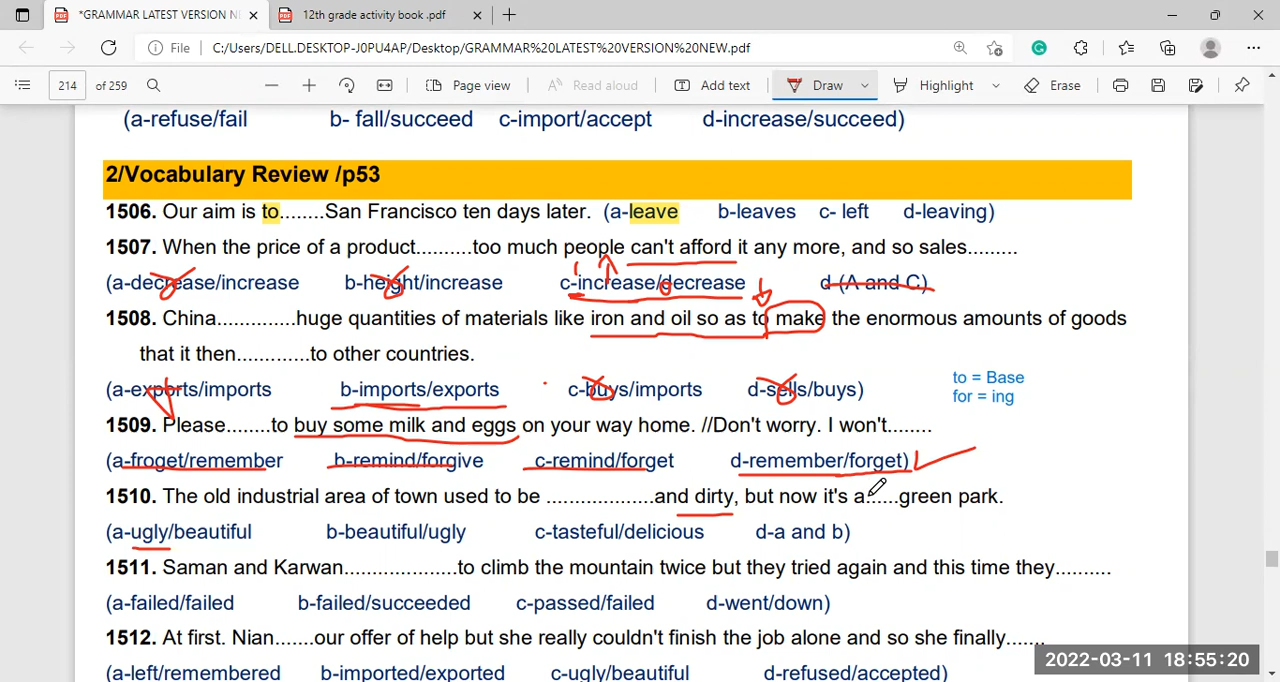 *GRAMMAR LATEST VERSION N
12th grade activity book .pdf
File
C:/Users/DELL.DESKTOP-J0PU4AP/Desktop/GRAMMAR%20LATEST%20VERSION%20NEW.pdf
214 of 259
Page view
Read aloud
Add text
Draw
Highlight
Erase
(a-refuse/fail b- fall/succeed c-import/accept d-increase/succeed)
2/Vocabulary Review /p53
1506. Our aim is to........San Francisco ten days later. (a-leave b-leaves c- left d-leaving)
1507. When the price of a product..........too much people can't afford it any more, and so sales.........
(a-decrease/increase b-height/increase c-increase/decrease d-(A and C)
1508. China..............huge quantities of materials like iron and oil so as to make the enormous amounts of goods
that it then.............to other countries.
(a-exports/imports b-imports/exports c-buys/imports d-sells/buys)
to = Base
for = ing
1509. Please........to buy some milk and eggs on your way home. //Don't worry. I won't........
(a-froget/remember b-remind/forgive c-remind/forget d-remember/forget)
1510. The old industrial area of town used to be ...................and dirty, but now it's a......green park.
(a-ugly/beautiful b-beautiful/ugly c-tasteful/delicious d-a and b)
1511. Saman and Karwan....................to climb the mountain twice but they tried again and this time they..........
(a-failed/failed b-failed/succeeded c-passed/failed d-went/down)
1512. At first. Nian.......our offer of help but she really couldn't finish the job alone and so she finally.......
(a-left/remembered b-imported/exported c-ugly/beautiful d-refused/accepted)
2022-03-11 18:55:20